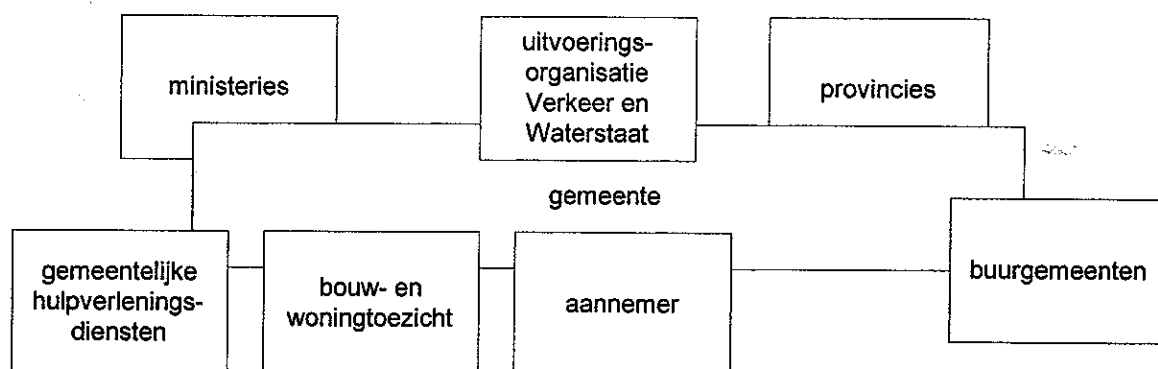 ministeries
uitvoerings-
organisatie
Verkeer en
Waterstaat
provincies
gemeente
gemeentelijke
hulpverlenings-
diensten
bouw- en
woningtoezicht
aannemer
buurgemeenten